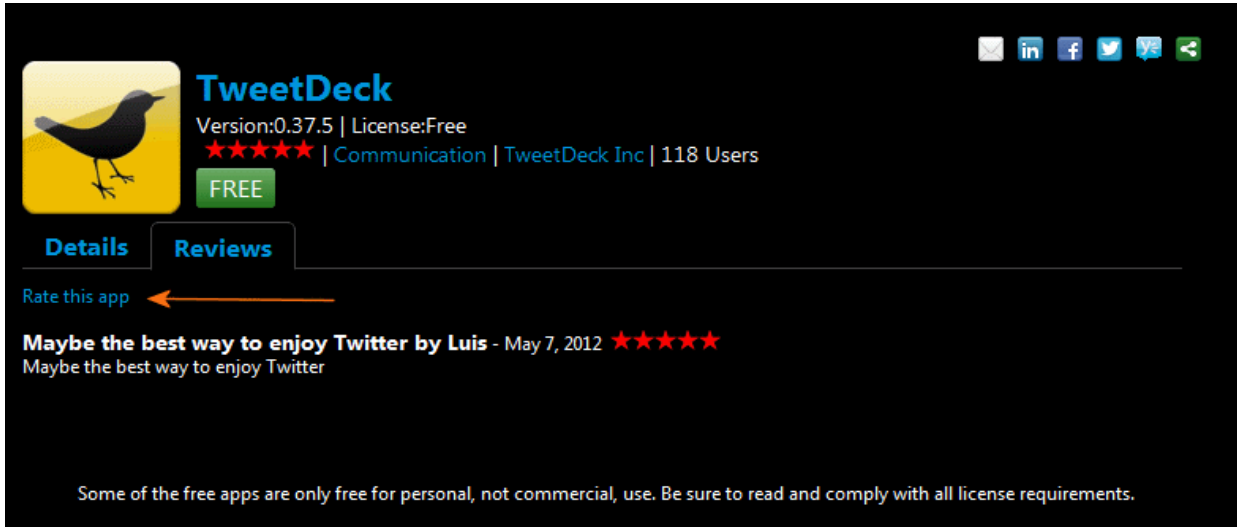 TweetDeck
Version:0.37.5 | License:Free
★★★★★ | Communication | TweetDeck Inc | 118 Users
FREE
Details Reviews
Rate this app
Maybe the best way to enjoy Twitter by Luis - May 7, 2012 ★★★★★
Maybe the best way to enjoy Twitter
Some of the free apps are only free for personal, not commercial, use. Be sure to read and comply with all license requirements.